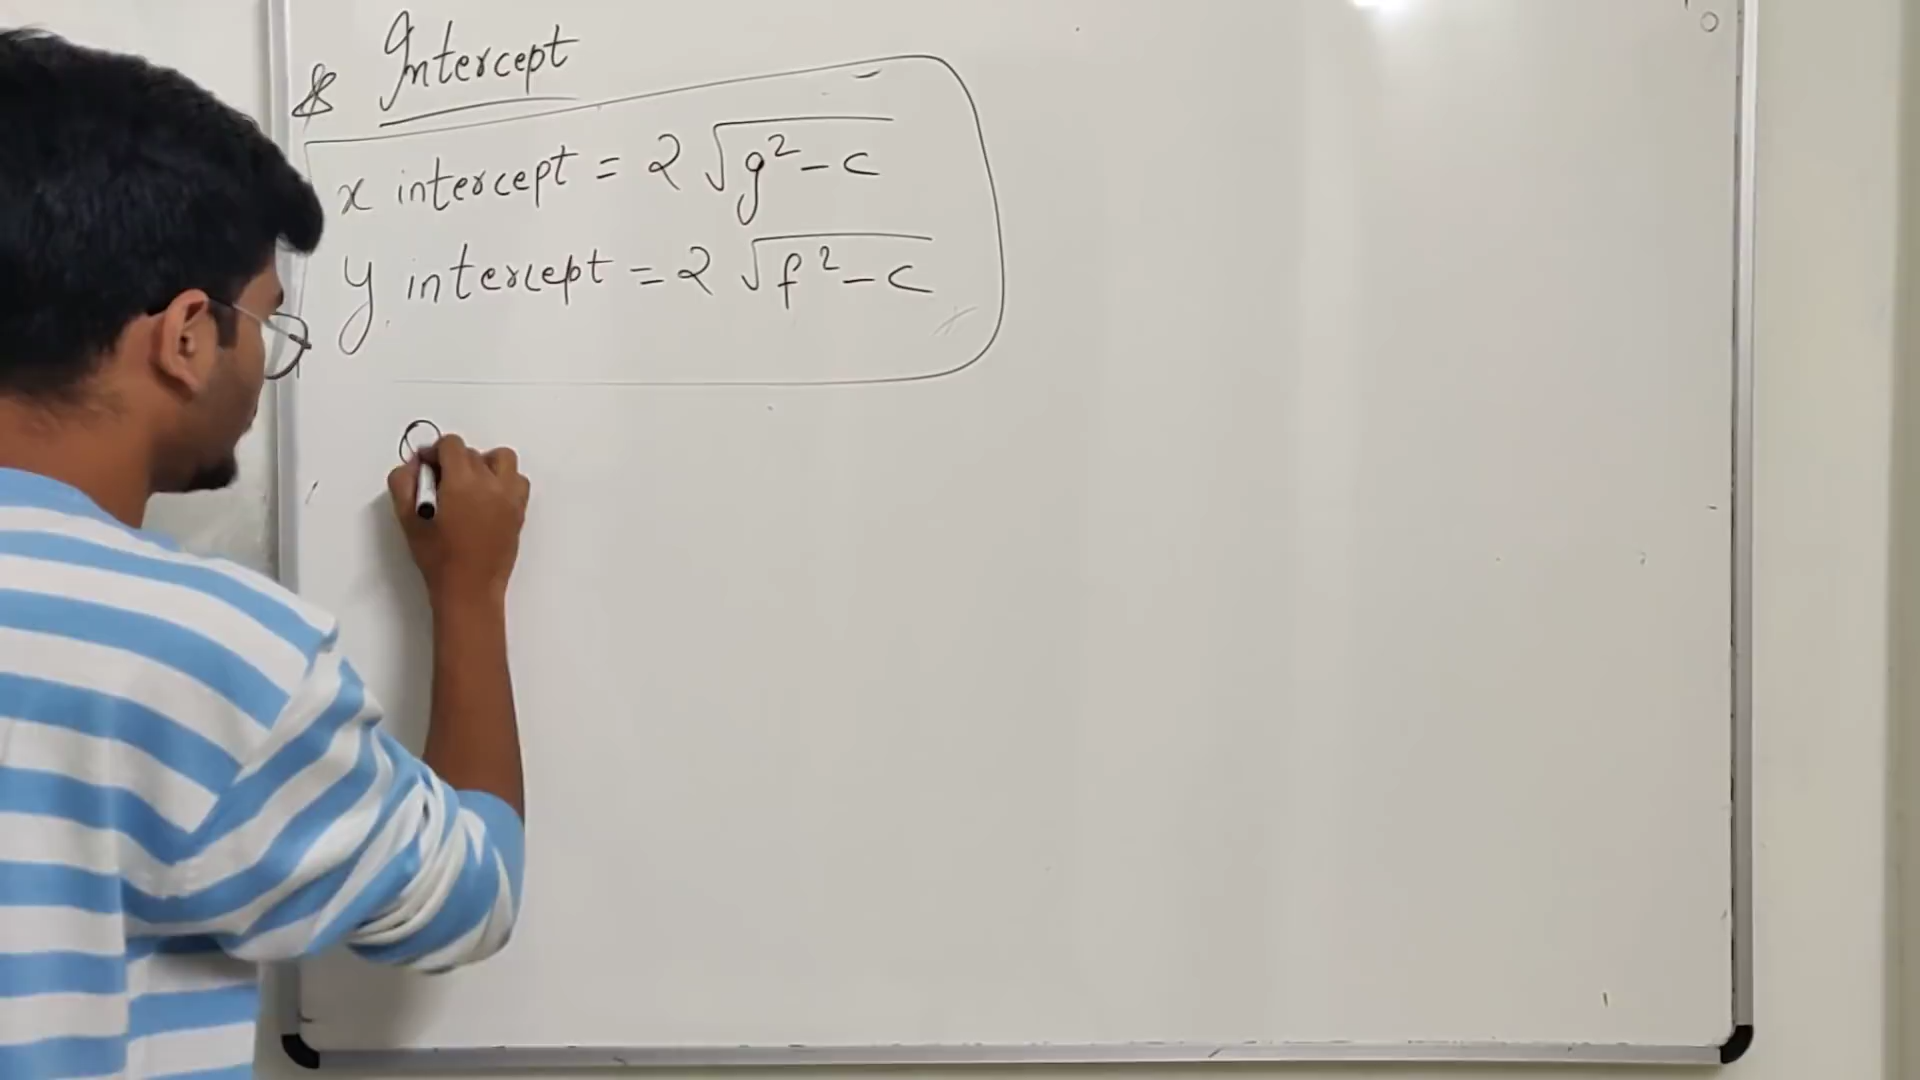 & Intercept
x intercept = 2 √g² - c
y intercept = 2 √f² - c